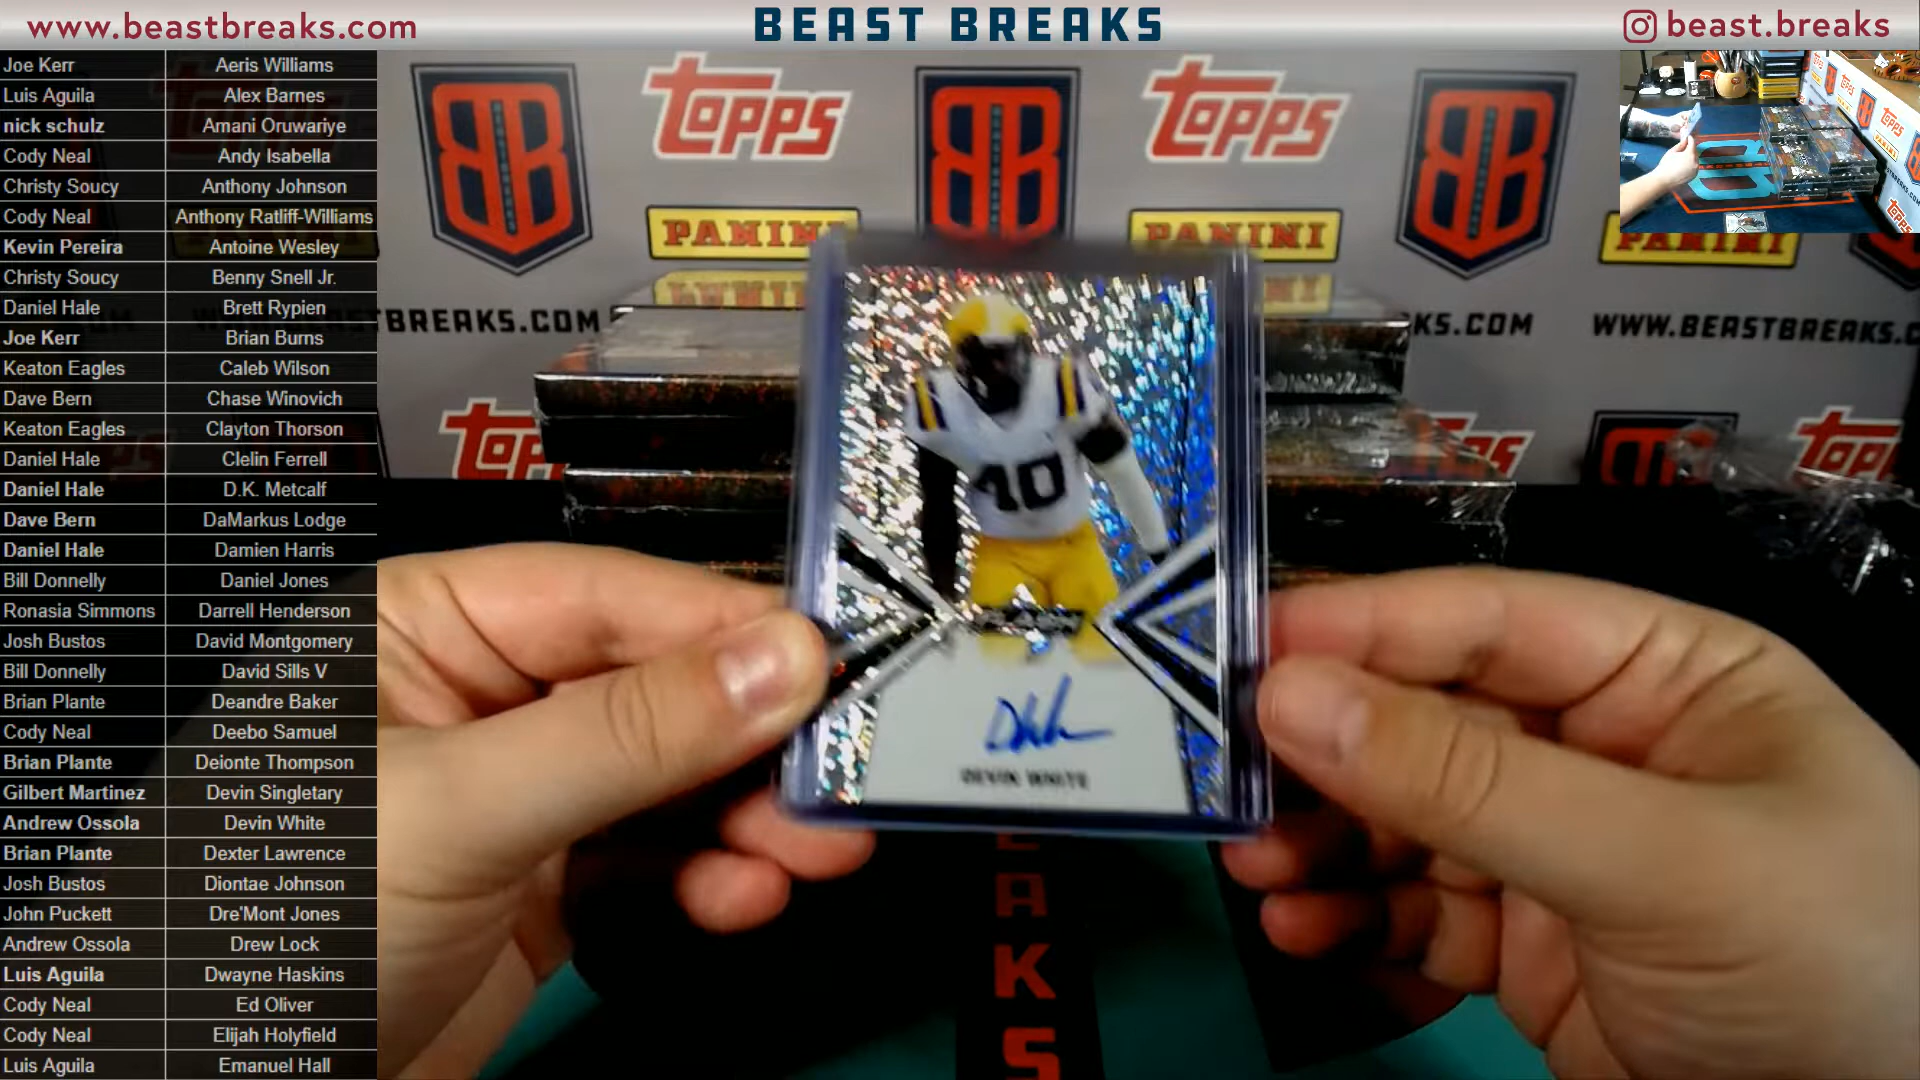 www.beastbreaks.com
BEAST BREAKS
beast.breaks
Joe Kerr Aeris Williams
Luis Aguila Alex Barnes
nick schulz Amani Oruwariye
Cody Neal Andy Isabella
Christy Soucy Anthony Johnson
Cody Neal Anthony Ratliff-Williams
Kevin Pereira Antoine Wesley
Christy Soucy Benny Snell Jr.
Daniel Hale Brett Rypien
Joe Kerr Brian Burns
Keaton Eagles Caleb Wilson
Dave Bern Chase Winovich
Keaton Eagles Clayton Thorson
Daniel Hale Clelin Ferrell
Daniel Hale D.K. Metcalf
Dave Bern DaMarkus Lodge
Daniel Hale Damien Harris
Bill Donnelly Daniel Jones
Ronasia Simmons Darrell Henderson
Josh Bustos David Montgomery
Bill Donnelly David Sills V
Brian Plante Deandre Baker
Cody Neal Deebo Samuel
Brian Plante Deionte Thompson
Gilbert Martinez Devin Singletary
Andrew Ossola Devin White
Brian Plante Dexter Lawrence
Josh Bustos Diontae Johnson
John Puckett Dre'Mont Jones
Andrew Ossola Drew Lock
Luis Aguila Dwayne Haskins
Cody Neal Ed Oliver
Cody Neal Elijah Holyfield
Luis Aguila Emanuel Hall
TOPPS
TOPPS
BB
BB
BB
PANINI
PANINI
PANINI
BREAKS.COM
KS.COM
WWW.BEASTBREAKS.C
TOPPS
40
DEVIN WHITE
EAKS